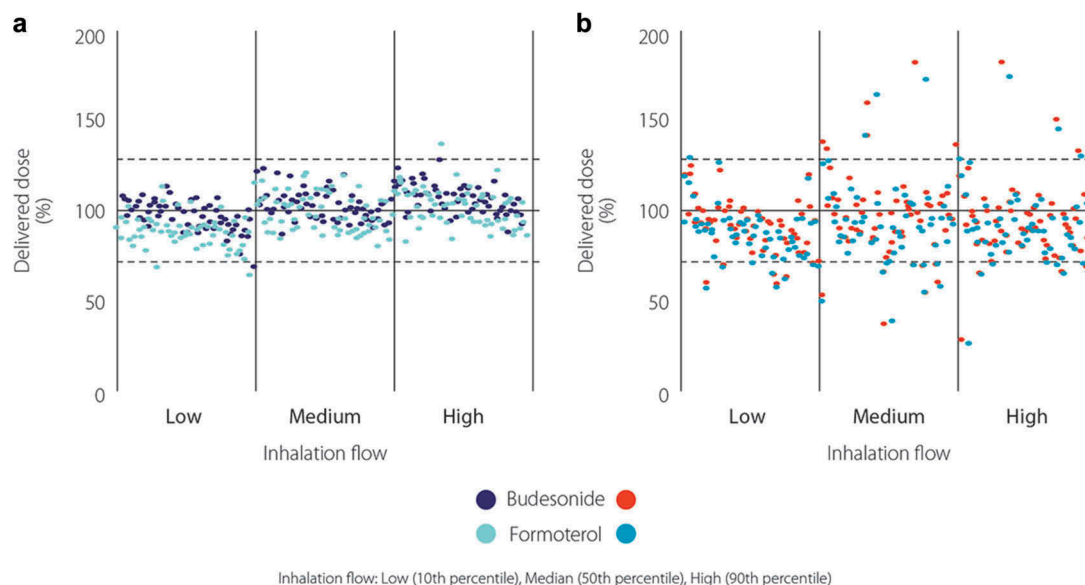 a
200
150
100
50
0
Delivered dose
(%)
Low Medium High
Inhalation flow
b
200
150
100
50
0
Delivered dose
(%)
Low Medium High
Inhalation flow
Budesonide
Formoterol
Inhalation flow: Low (10th percentile), Median (50th percentile), High (90th percentile)